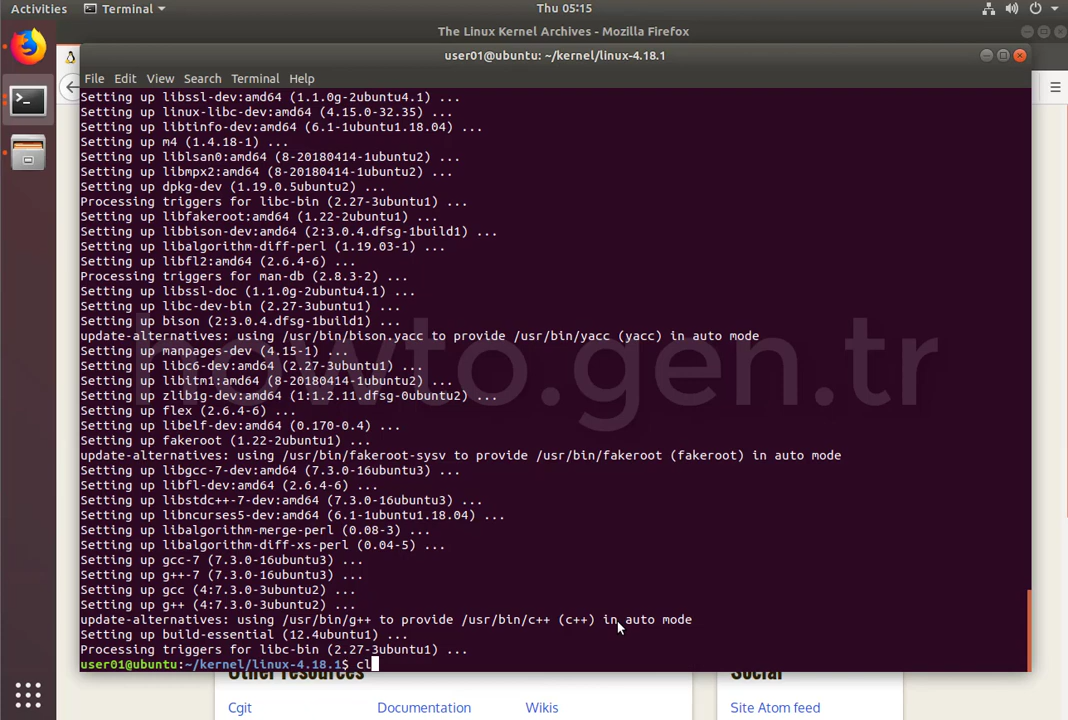 Activities
Terminal
Thu 05:15
The Linux Kernel Archives - Mozilla Firefox
user01@ubuntu: ~/kernel/linux-4.18.1
File Edit View Search Terminal Help
Setting up libssl-dev:amd64 (1.1.0g-2ubuntu4.1) ...
Setting up linux-libc-dev:amd64 (4.15.0-32.35) ...
Setting up libtinfo-dev:amd64 (6.1-1ubuntu1.18.04) ...
Setting up m4 (1.4.18-1) ...
Setting up liblsan0:amd64 (8-20180414-1ubuntu2) ...
Setting up libmpx2:amd64 (8-20180414-1ubuntu2) ...
Setting up dpkg-dev (1.19.0.5ubuntu2) ...
Processing triggers for libc-bin (2.27-3ubuntu1) ...
Setting up libfakeroot:amd64 (1.22-2ubuntu1) ...
Setting up libbison-dev:amd64 (2:3.0.4.dfsg-1build1) ...
Setting up libalgorithm-diff-perl (1.19.03-1) ...
Setting up libfl2:amd64 (2.6.4-6) ...
Processing triggers for man-db (2.8.3-2) ...
Setting up libssl-doc (1.1.0g-2ubuntu4.1) ...
Setting up libc-dev-bin (2.27-3ubuntu1) ...
Setting up bison (2:3.0.4.dfsg-1build1) ...
update-alternatives: using /usr/bin/bison.yacc to provide /usr/bin/yacc (yacc) in auto mode
Setting up manpages-dev (4.15-1) ...
Setting up libc6-dev:amd64 (2.27-3ubuntu1) ...
Setting up libitm1:amd64 (8-20180414-1ubuntu2) ...
Setting up zlib1g-dev:amd64 (1:1.2.11.dfsg-0ubuntu2) ...
Setting up flex (2.6.4-6) ...
Setting up libelf-dev:amd64 (0.170-0.4) ...
Setting up fakeroot (1.22-2ubuntu1) ...
update-alternatives: using /usr/bin/fakeroot-sysv to provide /usr/bin/fakeroot (fakeroot) in auto mode
Setting up libgcc-7-dev:amd64 (7.3.0-16ubuntu3) ...
Setting up libfl-dev:amd64 (2.6.4-6) ...
Setting up libstdc++-7-dev:amd64 (7.3.0-16ubuntu3) ...
Setting up libncurses5-dev:amd64 (6.1-1ubuntu1.18.04) ...
Setting up libalgorithm-merge-perl (0.08-3) ...
Setting up libalgorithm-diff-xs-perl (0.04-5) ...
Setting up gcc-7 (7.3.0-16ubuntu3) ...
Setting up g++-7 (7.3.0-16ubuntu3) ...
Setting up gcc (4:7.3.0-3ubuntu2) ...
Setting up g++ (4:7.3.0-3ubuntu2) ...
update-alternatives: using /usr/bin/g++ to provide /usr/bin/c++ (c++) in auto mode
Setting up build-essential (12.4ubuntu1) ...
Processing triggers for libc-bin (2.27-3ubuntu1) ...
user01@ubuntu:~/kernel/linux-4.18.1$ cl
howto.gen.tr
Other resources
Social
Cgit
Documentation
Wikis
Site Atom feed